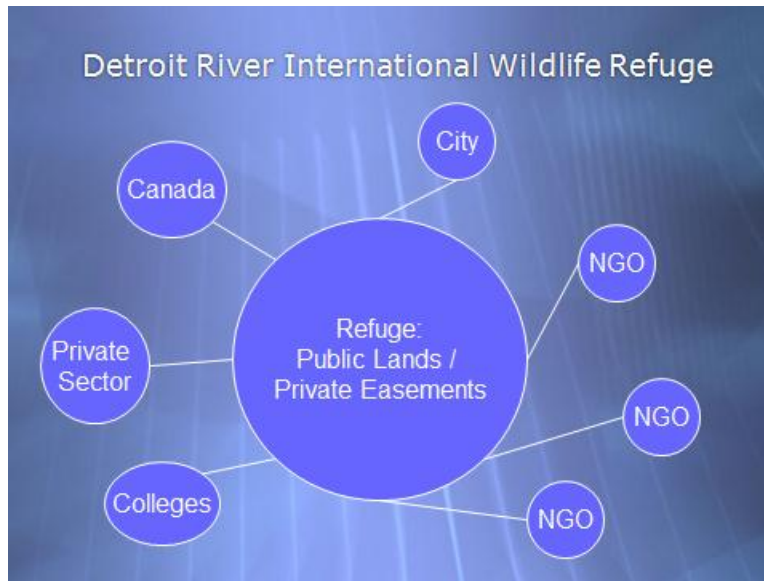 Detroit River International Wildlife Refuge
City
Canada
NGO
Refuge:
Public Lands /
Private Easements
Private
Sector
NGO
Colleges
NGO